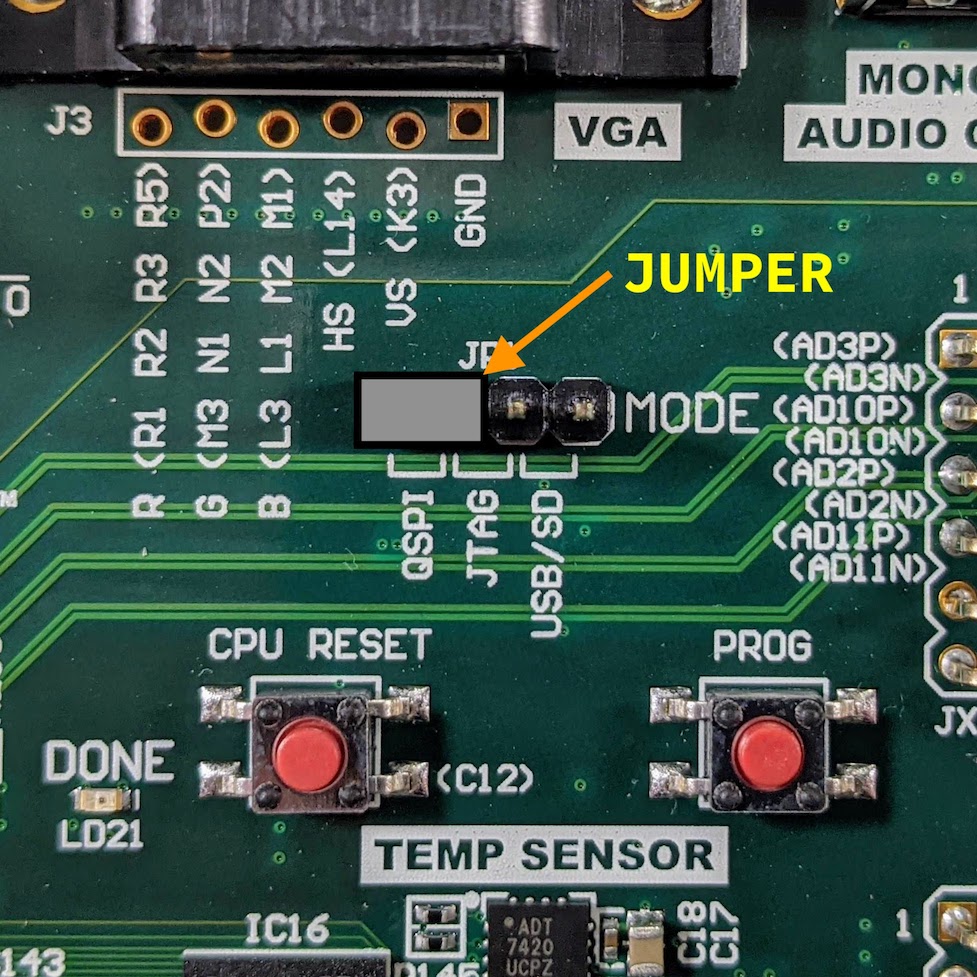 MONO
J3
VGA
AUDIO
R (R1 R2 R3 R5)
G (M3 N1 N2 P2)
B (L3 L1 M2 M1)
HS (L14)
VS (K3)
GND
JUMPER
1
(AD3P)
(AD3N)
MODE
(AD10P)
(AD10N)
(AD2P)
(AD2N)
(AD11P)
(AD11N)
QSPI
JTAG
USB/SD
CPU RESET
PROG
JX
DONE
(C12)
LD21
TEMP SENSOR
IC16
C18
C17
1
ADT
7420
UCPZ
143